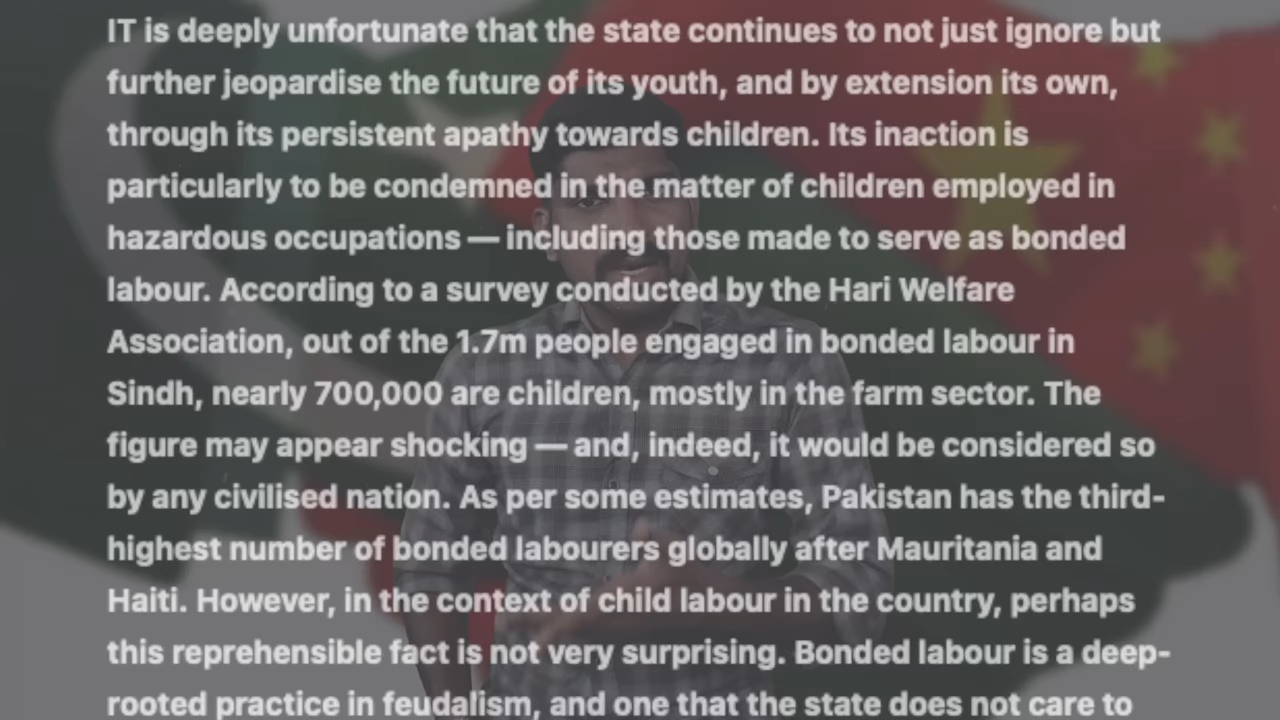 IT is deeply unfortunate that the state continues to not just ignore but
further jeopardise the future of its youth, and by extension its own,
through its persistent apathy towards children. Its inaction is
particularly to be condemned in the matter of children employed in
hazardous occupations — including those made to serve as bonded
labour. According to a survey conducted by the Hari Welfare
Association, out of the 1.7m people engaged in bonded labour in
Sindh, nearly 700,000 are children, mostly in the farm sector. The
figure may appear shocking — and, indeed, it would be considered so
by any civilised nation. As per some estimates, Pakistan has the third-
highest number of bonded labourers globally after Mauritania and
Haiti. However, in the context of child labour in the country, perhaps
this reprehensible fact is not very surprising. Bonded labour is a deep-
rooted practice in feudalism, and one that the state does not care to